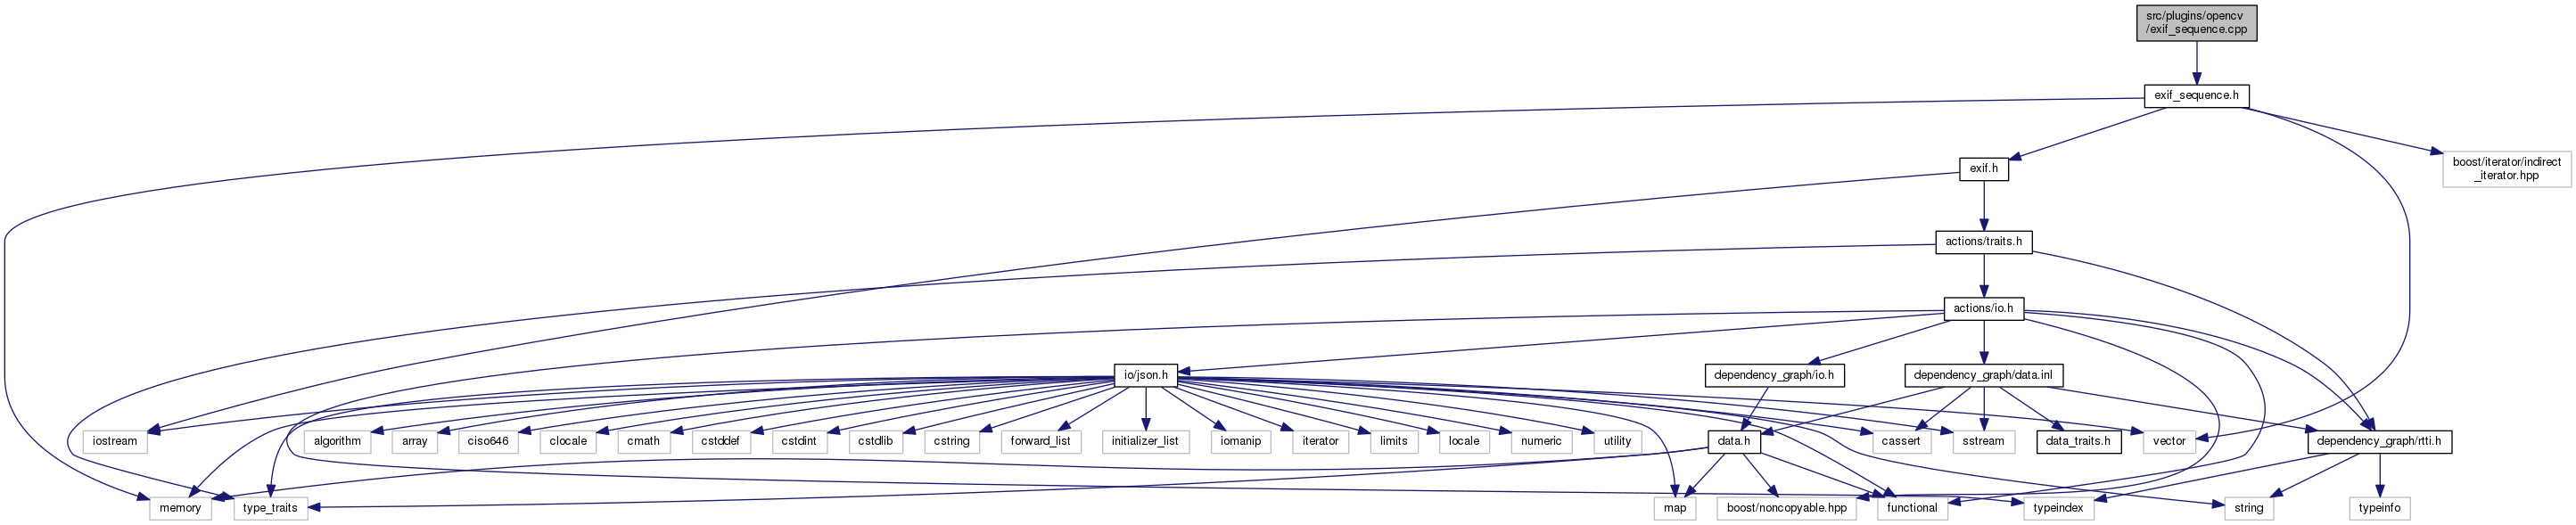 src/plugins/opencv
/exif_sequence.cpp
exif_sequence.h
exif.h
boost/iterator/indirect
_iterator.hpp
actions/traits.h
actions/io.h
io/json.h
dependency_graph/io.h
dependency_graph/data.inl
iostream
algorithm
array
ciso646
clocale
cmath
cstddef
cstdint
cstdlib
cstring
forward_list
initializer_list
iomanip
iterator
limits
locale
numeric
utility
data.h
cassert
sstream
data_traits.h
vector
dependency_graph/rtti.h
memory
type_traits
map
boost/noncopyable.hpp
functional
typeindex
string
typeinfo